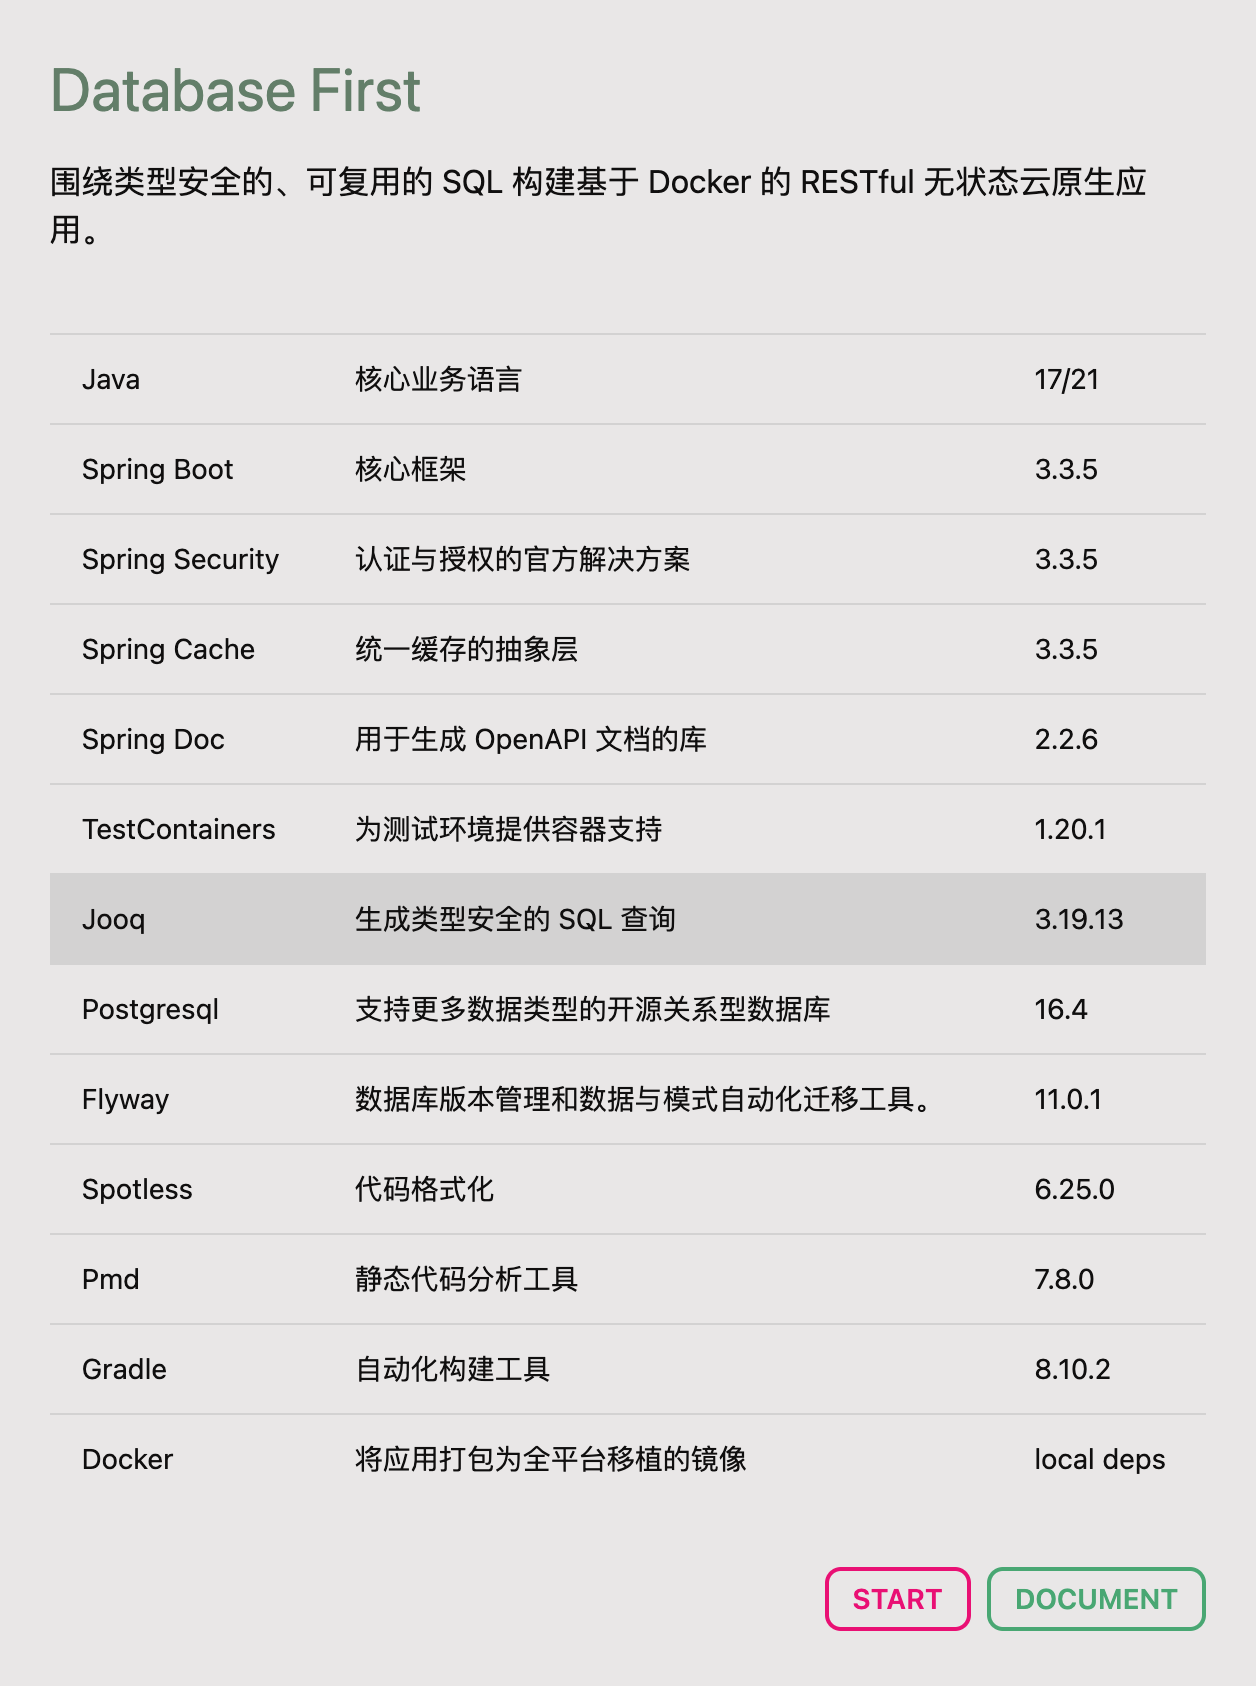 Database First
围绕类型安全的、可复用的 SQL 构建基于 Docker 的 RESTful 无状态云原生应
用。
Java 核心业务语言 17/21
Spring Boot 核心框架 3.3.5
Spring Security 认证与授权的官方解决方案 3.3.5
Spring Cache 统一缓存的抽象层 3.3.5
Spring Doc 用于生成 OpenAPI 文档的库 2.2.6
TestContainers 为测试环境提供容器支持 1.20.1
Jooq 生成类型安全的 SQL 查询 3.19.13
Postgresql 支持更多数据类型的开源关系型数据库 16.4
Flyway 数据库版本管理和数据与模式自动化迁移工具。 11.0.1
Spotless 代码格式化 6.25.0
Pmd 静态代码分析工具 7.8.0
Gradle 自动化构建工具 8.10.2
Docker 将应用打包为全平台移植的镜像 local deps
START DOCUMENT